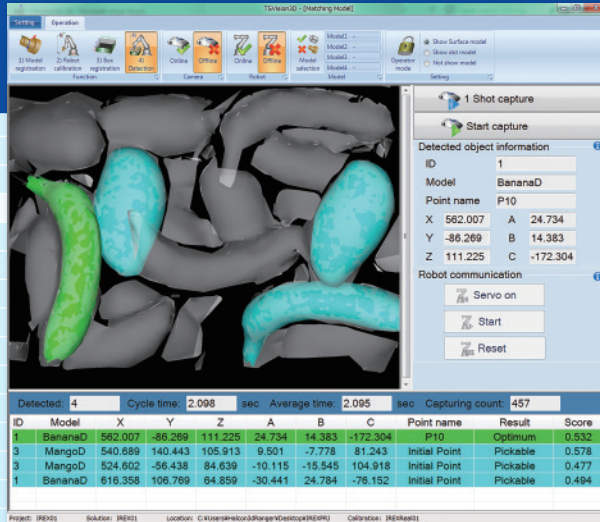 TSVision3D - [Matching Model]
Setting Operation
1) Model registration
2) Robot calibration
3) Box registration
4) Detection
Online
Offline
Online
Offline
Model selection
Model1 -
Model2 -
Model3 -
Model4 -
Operator mode
Show Surface model
Show dot model
Not show model
Function Camera Robot Model Setting
1 Shot capture
Start capture
Detected object information
ID 1
Model BananaD
Point name P10
X 562.007 A 24.734
Y -86.269 B 14.383
Z 111.225 C -172.304
Robot communication
Servo on
Start
Reset
Detected: 4 Cycle time: 2.098 sec Average time: 2.095 sec Capturing count: 457
ID Model X Y Z A B C Point name Result Score
1 BananaD 562.007 -86.269 111.225 24.734 14.383 -172.304 P10 Optimum 0.532
3 MangoD 540.689 140.443 105.913 9.501 -7.778 81.243 Initial Point Pickable 0.578
3 MangoD 524.602 -56.438 84.639 -10.115 -15.545 104.918 Initial Point Pickable 0.477
1 BananaD 616.358 106.769 64.859 -30.441 24.784 -76.152 Initial Point Pickable 0.494
Project: IREX01 Solution: IREX01 Location: C:\Users\Halcon3dRanger\Desktop\IREXPRJ Calibration: IREXReal01